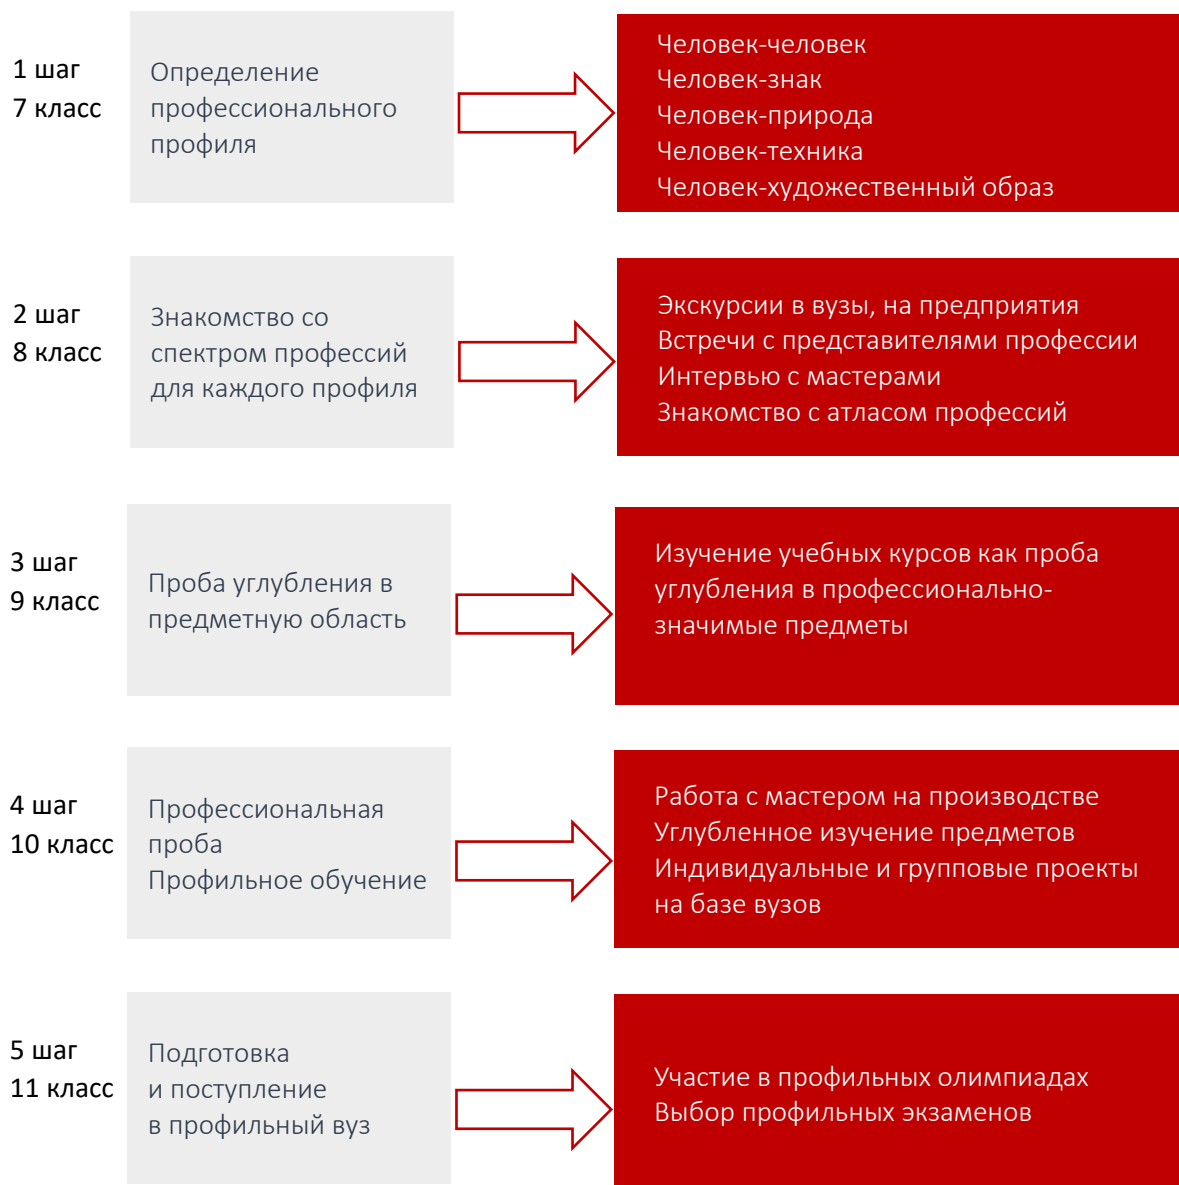 1 шаг
7 класс
Определение
профессионального
профиля
Человек-человек
Человек-знак
Человек-природа
Человек-техника
Человек-художественный образ
2 шаг
8 класс
Знакомство со
спектром профессий
для каждого профиля
Экскурсии в вузы, на предприятия
Встречи с представителями профессии
Интервью с мастерами
Знакомство с атласом профессий
3 шаг
9 класс
Проба углубления в
предметную область
Изучение учебных курсов как проба
углубления в профессионально-
значимые предметы
4 шаг
10 класс
Профессиональная
проба
Профильное обучение
Работа с мастером на производстве
Углубленное изучение предметов
Индивидуальные и групповые проекты
на базе вузов
5 шаг
11 класс
Подготовка
и поступление
в профильный вуз
Участие в профильных олимпиадах
Выбор профильных экзаменов